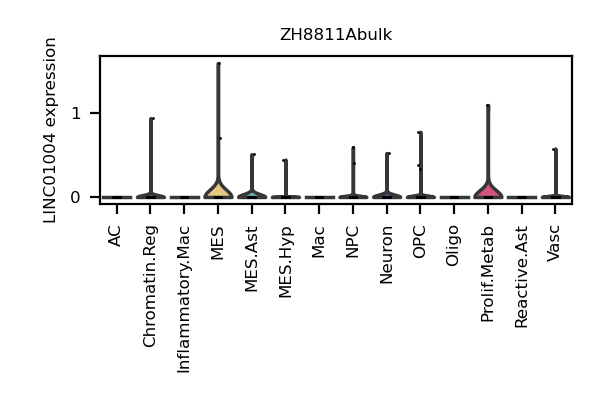 ZH8811Abulk
LINC01004 expression
1
0
AC
Chromatin.Reg
Inflammatory.Mac
MES
MES.Ast
MES.Hyp
Mac
NPC
Neuron
OPC
Oligo
Prolif.Metab
Reactive.Ast
Vasc